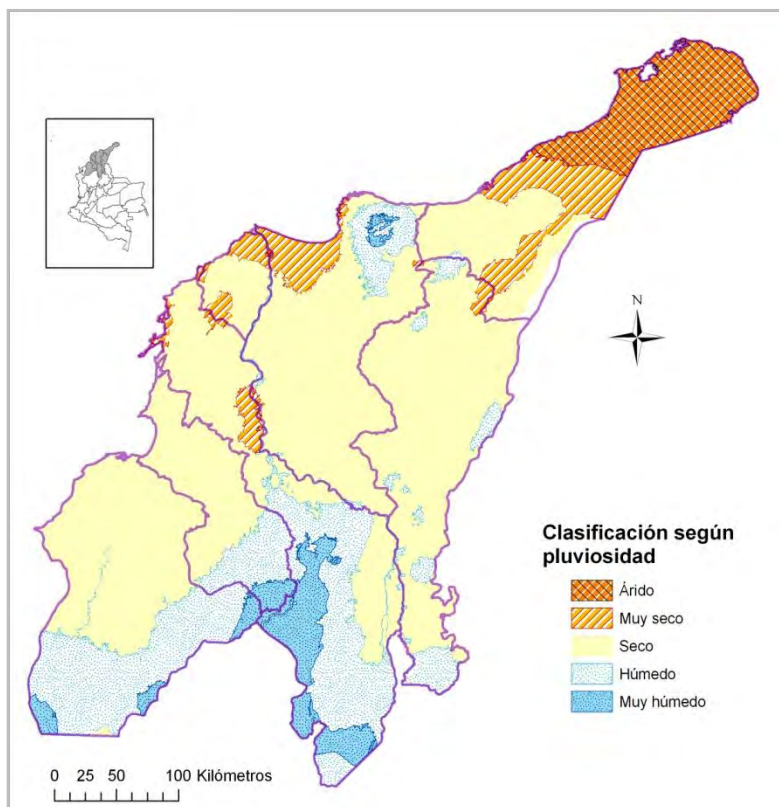 N
Clasificación según
pluviosidad
Árido
Muy seco
Seco
Húmedo
Muy húmedo
0 25 50 100 Kilómetros